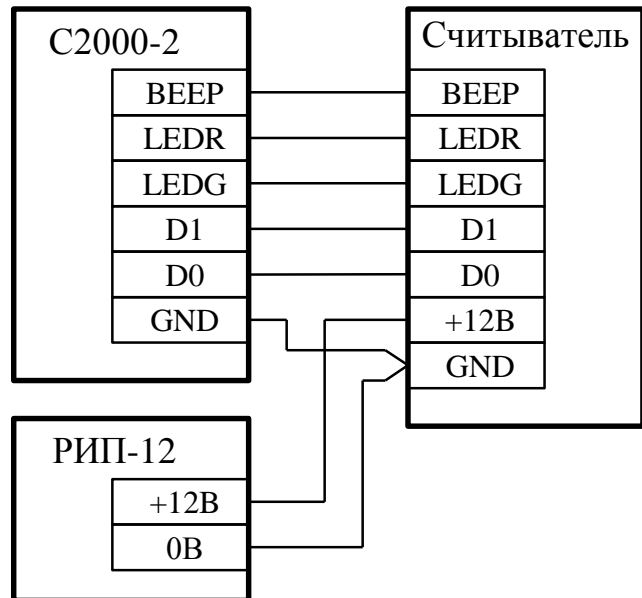 С2000-2
BEEP
LEDR
LEDG
D1
D0
GND
Считыватель
BEEP
LEDR
LEDG
D1
D0
+12В
GND
РИП-12
+12В
0В